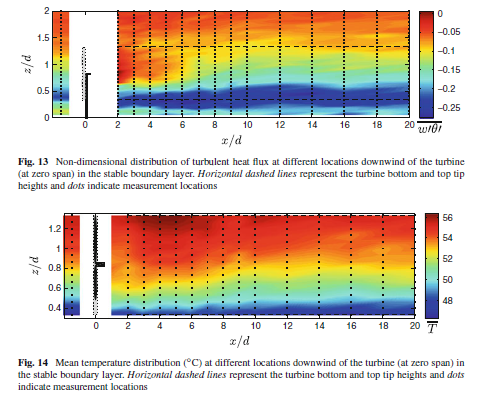 2
1.5
1
0.5
0
z/d
0 2 4 6 8 10 12 14 16 18 20
x/d
0
−0.05
−0.1
−0.15
−0.2
−0.25
w′θ′
Fig. 13 Non-dimensional distribution of turbulent heat flux at different locations downwind of the turbine
(at zero span) in the stable boundary layer. Horizontal dashed lines represent the turbine bottom and top tip
heights and dots indicate measurement locations
1.2
1
0.8
0.6
0.4
z/d
0 2 4 6 8 10 12 14 16 18 20
x/d
56
54
52
50
48
T
Fig. 14 Mean temperature distribution (°C) at different locations downwind of the turbine (at zero span) in
the stable boundary layer. Horizontal dashed lines represent the turbine bottom and top tip heights and dots
indicate measurement locations